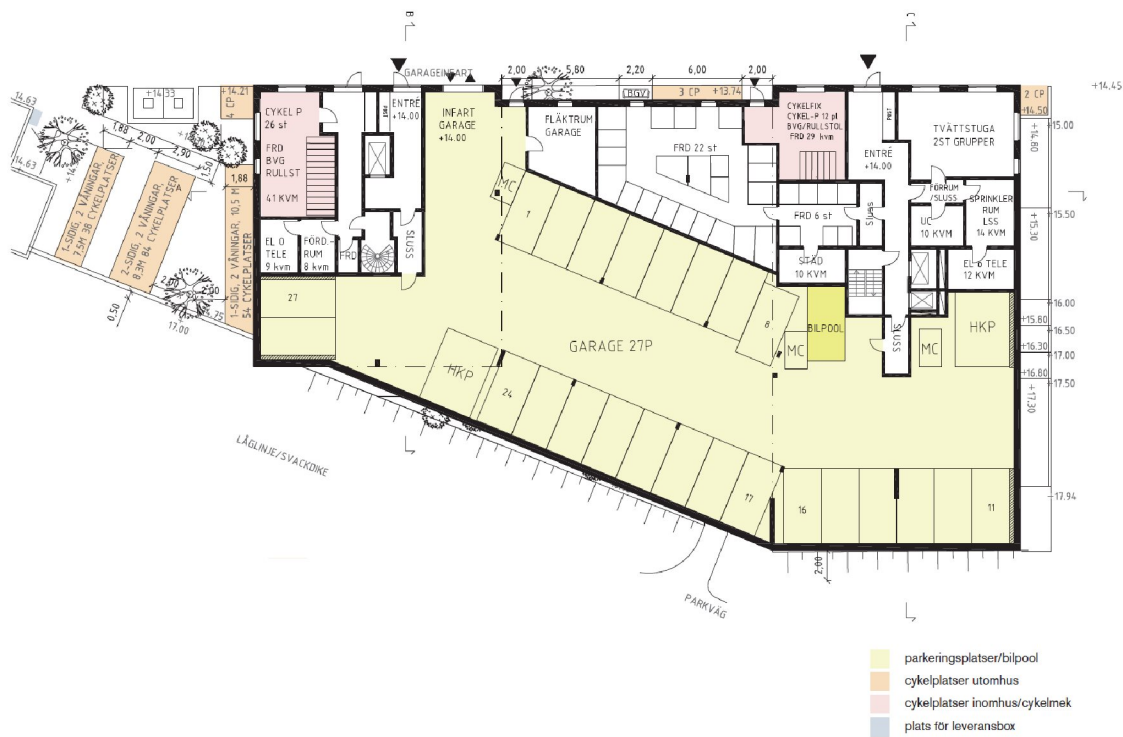 B
C
GARAGEINFART
2,00
5,80
2,20
6,00
2,00
(BGV)
3 CP +13.74
+14.45
14.63
+14.33
+14.21
4 CP
2 CP
+14.50
1,88
2,00
2,90
1,50
1,88
14.63
CYKEL P
26 st
FRD
BVG
RULLST
41 KVM
ENTRÉ
+14.00
INFART
GARAGE
+14.00
FLÄKTRUM
GARAGE
FRD 22 st
CYKELFIX
CYKEL-P 12 pl
BVG/RULLSTOL
FRD 29 kvm
POST
ENTRÉ
+14.00
TVÄTTSTUGA
2ST GRUPPER
15.00
+14.80
1-SIDIG, 2 VÅNINGAR,
7.5M 38 CYKELPLATSER
2-SIDIG, 2 VÅNINGAR,
8,3M 84 CYKELPLATSER
1-SIDIG, 2 VÅNINGAR, 10,5 M
54 CYKELPLATSER
MC
1
FRD 6 st
SLUSS
FÖRRUM
/SLUSS
UC
10 KVM
SPRINKLER
RUM
LSS
14 KVM
15.50
+15.30
EL O
TELE
9 kvm
FÖRD.-
RUM
8 kvm
FRD
SLUSS
STÄD
10 KVM
EL O TELE
12 KVM
2,00
2,00
0,50
17.00
14.75
27
8
BILPOOL
MC
SLUSS
MC
HKP
16.00
+15.80
16.50
+16.30
17.00
+16.80
17.50
+17.30
GARAGE 27P
HKP
24
17
16
11
17.94
LÅGLINJE/SVACKDIKE
2,00
PARKVÄG
parkeringsplatser/bilpool
cykelplatser utomhus
cykelplatser inomhus/cykelmek
plats för leveransbox